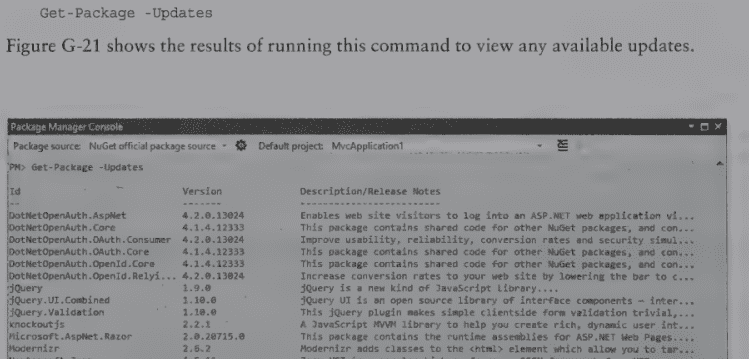 Get-Package -Updates
Figure G-21 shows the results of running this command to view any available updates.
Package Manager Console
Package source: NuGet official package source Default project: MvcApplication1
PM> Get-Package -Updates
Id Version Description/Release Notes
-- ------- -------------------------
DotNetOpenAuth.AspNet 4.2.0.13024 Enables web site visitors to log into an ASP.NET web application vi...
DotNetOpenAuth.Core 4.1.4.12333 This package contains shared code for other NuGet packages, and con...
DotNetOpenAuth.OAuth.Consumer 4.2.0.13024 Improve usability, reliability, conversion rates and security simul...
DotNetOpenAuth.OAuth.Core 4.1.4.12333 This package contains shared code for other NuGet packages, and con...
DotNetOpenAuth.OpenId.Core 4.1.4.12333 This package contains shared code for other NuGet packages, and con...
DotNetOpenAuth.OpenId.Relyi... 4.2.0.13024 Increase conversion rates to your web site by lowering the bar to c...
jQuery 1.9.0 jQuery is a new kind of JavaScript Library....
jQuery.UI.Combined 1.10.0 jQuery UI is an open source library of interface components — inter...
jQuery.Validation 1.10.0 This jQuery plugin makes simple clientside form validation trivial,...
knockoutjs 2.2.1 A JavaScript MVVM library to help you create rich, dynamic user int...
Microsoft.AspNet.Razor 2.0.20715.0 This package contains the runtime assemblies for ASP.NET Web Pages....
Modernizr 2.6.2 Modernizr adds classes to the <html> element which allow you to tar...